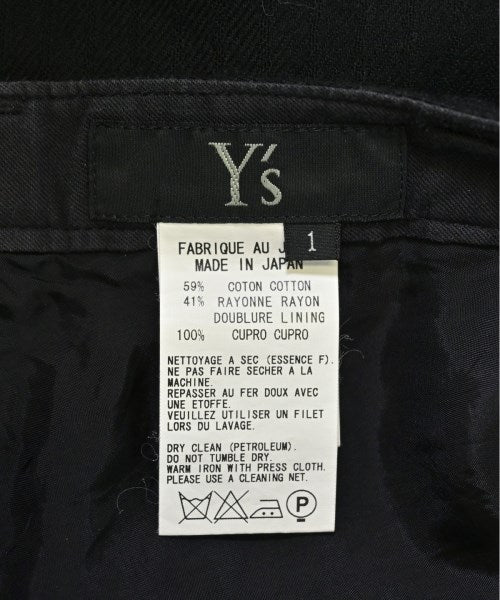 Y's
1
FABRIQUE AU J
MADE IN JAPAN
59% COTON COTTON
41% RAYONNE RAYON
DOUBLURE LINING
100% CUPRO CUPRO
NETTOYAGE A SEC (ESSENCE F).
NE PAS FAIRE SECHER A LA
MACHINE.
REPASSER AU FER DOUX AVEC
UNE ETOFFE.
VEUILLEZ UTILISER UN FILET
LORS DU LAVAGE.
DRY CLEAN (PETROLEUM).
DO NOT TUMBLE DRY.
WARM IRON WITH PRESS CLOTH.
PLEASE USE A CLEANING NET.
P